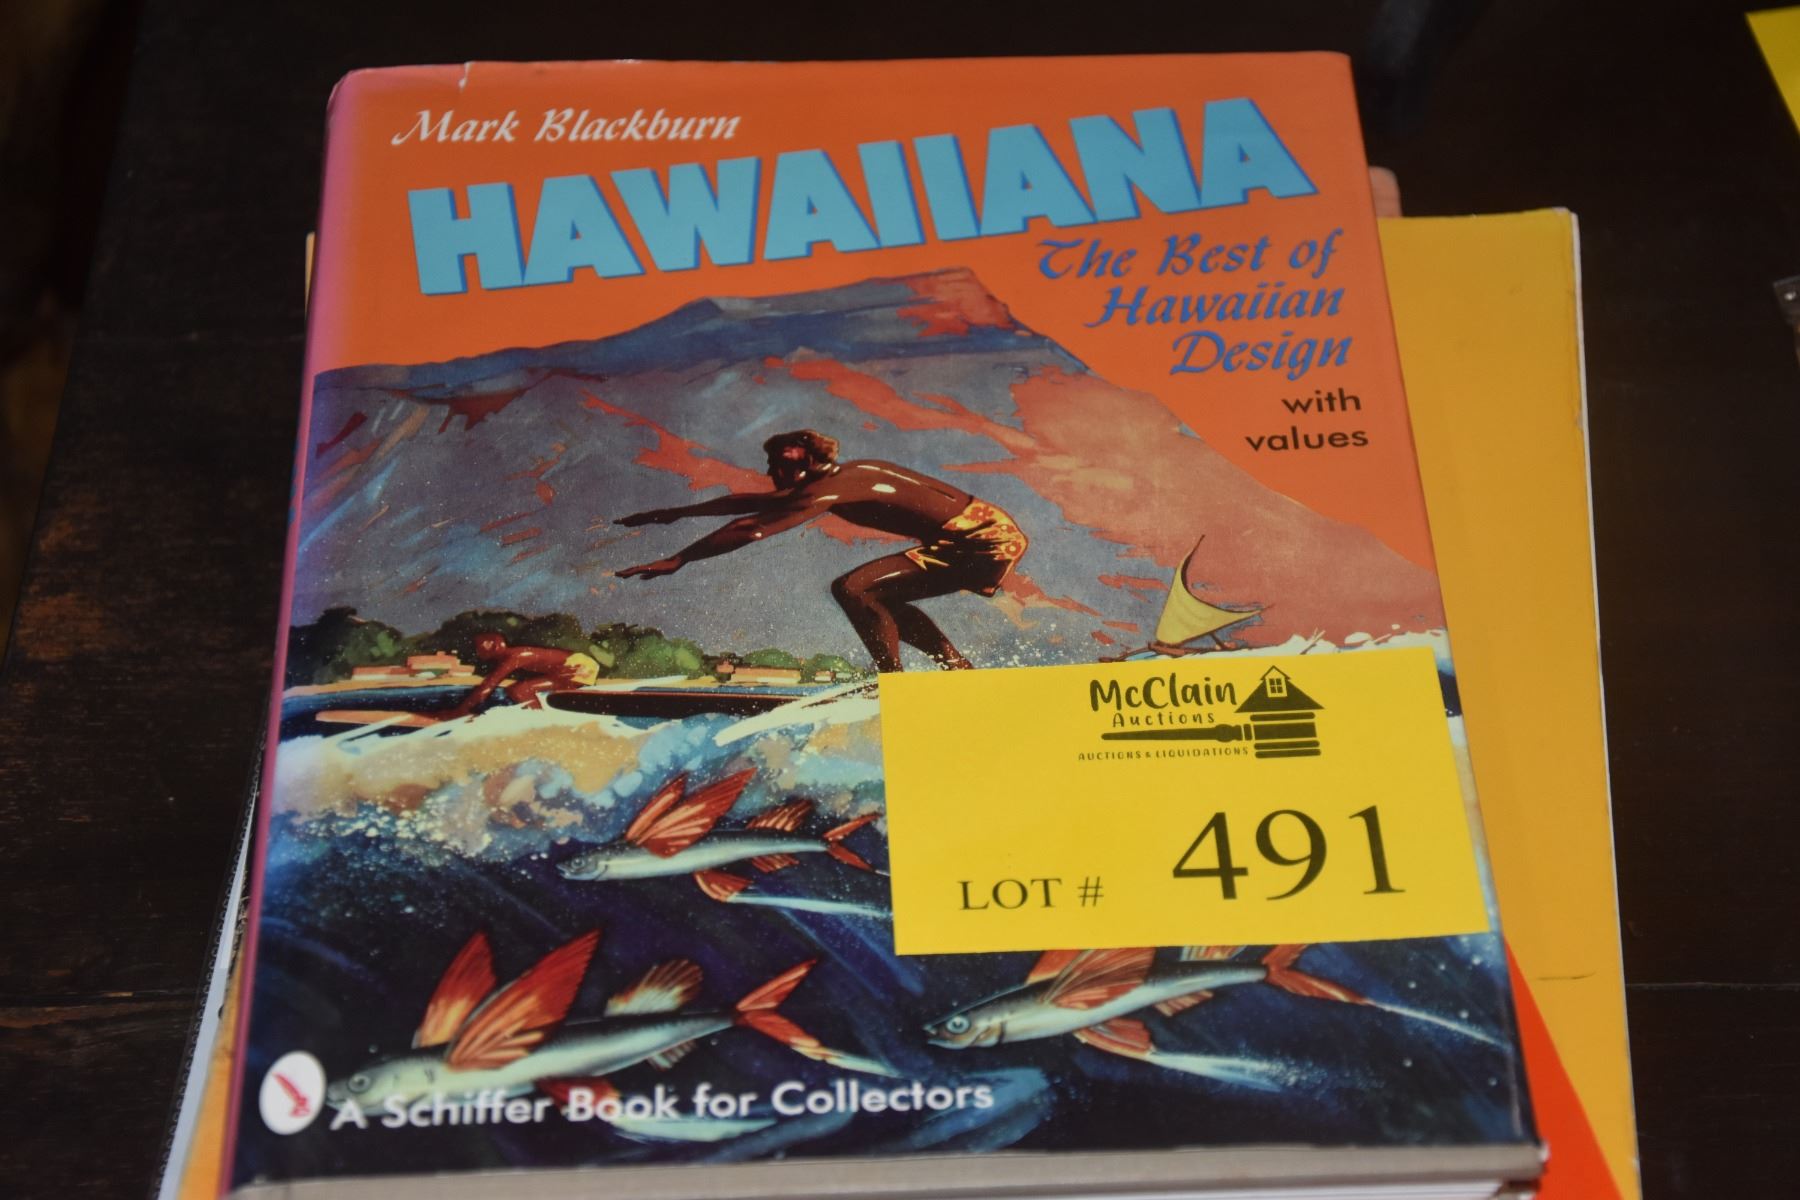 Mark Blackburn
HAWAIIANA
The Best of
Hawaiian
Design
with
values
McClain
Auctions
AUCTIONS & LIQUIDATIONS
LOT # 491
A Schiffer Book for Collectors